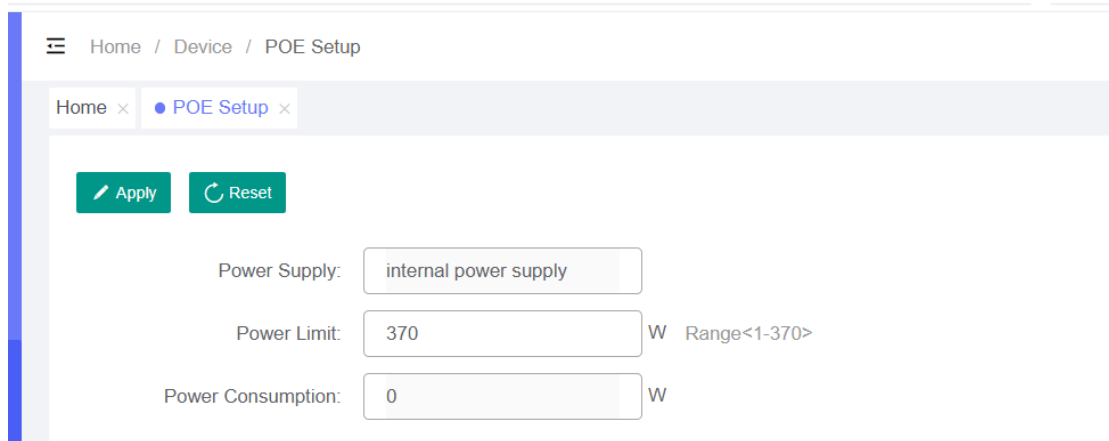 Home / Device / POE Setup
Home × POE Setup ×
Apply Reset
Power Supply: internal power supply
Power Limit: 370 W Range<1-370>
Power Consumption: 0 W